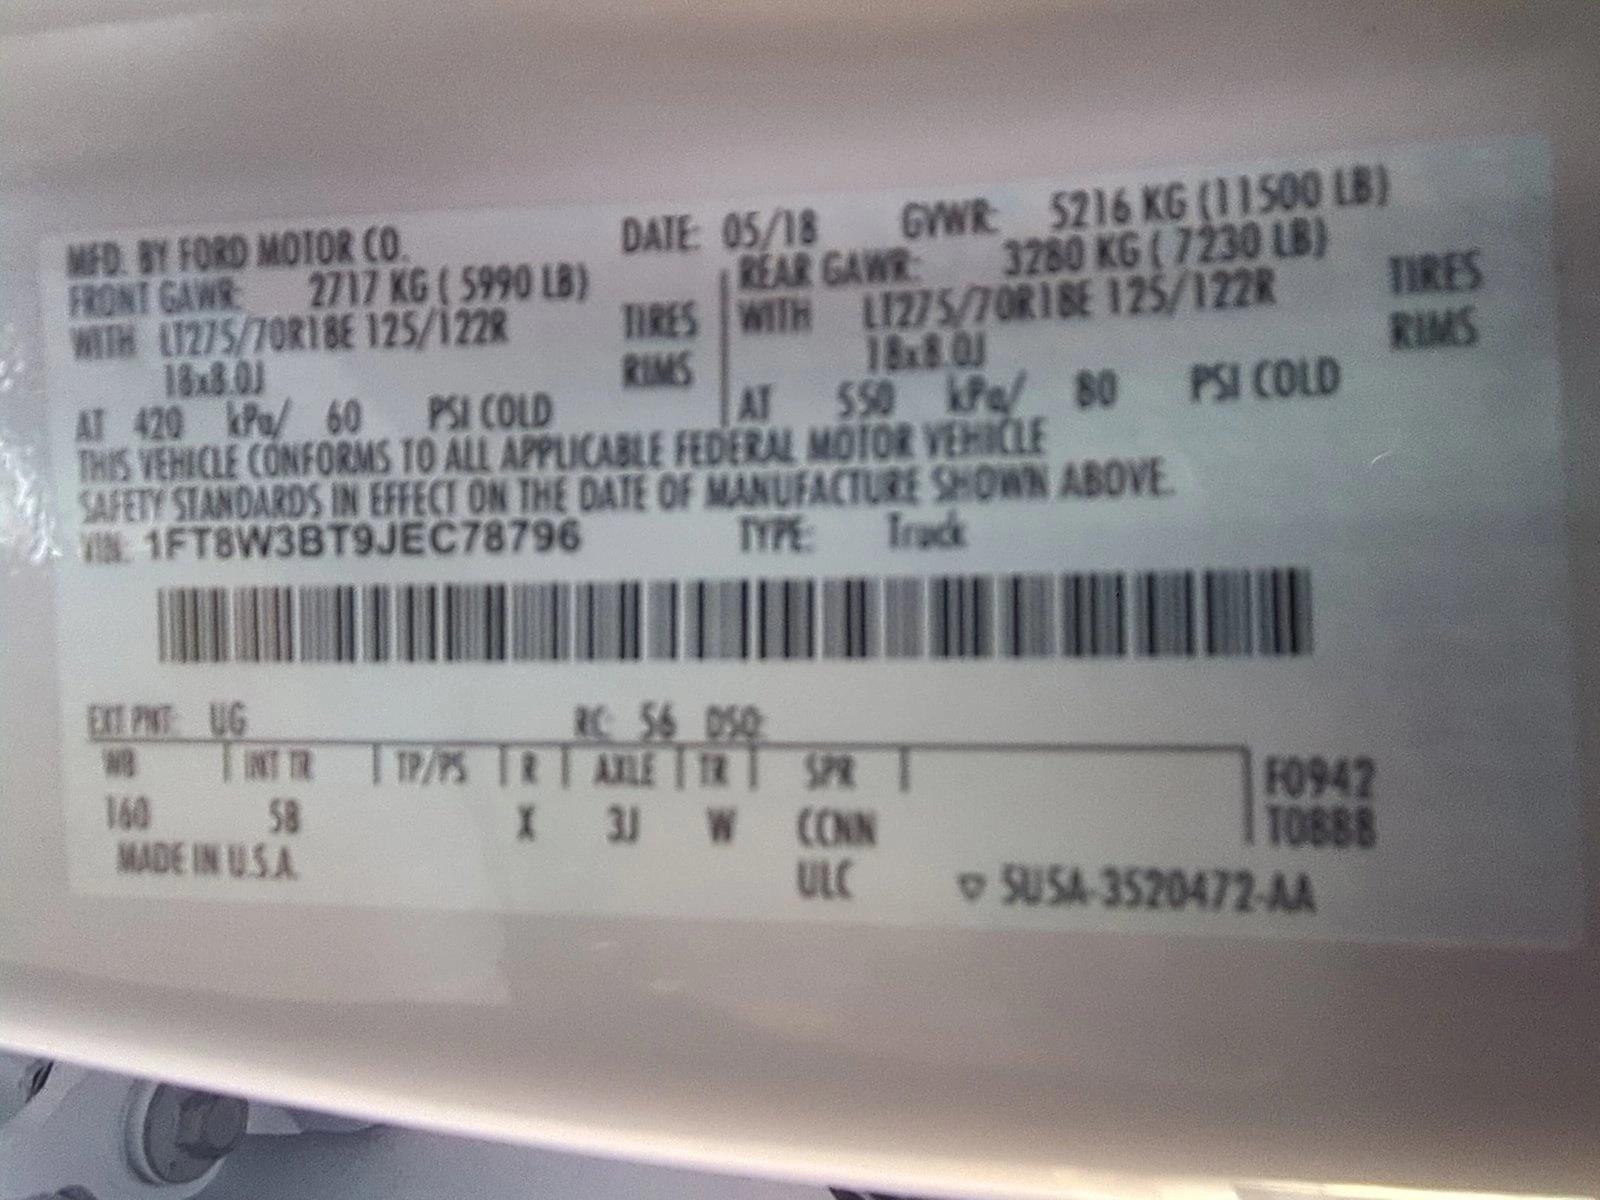 MFD. BY FORD MOTOR CO. DATE: 05/18 GVWR: 5216 KG (11500 LB)
FRONT GAWR: 2717 KG ( 5990 LB) REAR GAWR: 3280 KG ( 7230 LB)
WITH LT275/70R18E 125/122R TIRES WITH LT275/70R18E 125/122R TIRES
18x8.0J RIMS 18x8.0J RIMS
AT 420 kPa/ 60 PSI COLD AT 550 kPa/ 80 PSI COLD
THIS VEHICLE CONFORMS TO ALL APPLICABLE FEDERAL MOTOR VEHICLE
SAFETY STANDARDS IN EFFECT ON THE DATE OF MANUFACTURE SHOWN ABOVE.
VIN: 1FT8W3BT9JEC78796 TYPE: Truck
EXT PNT: UG RC: 56 DSO:
WB INT TR TP/PS R AXLE TR SPR F0942
160 5B X 3J W CCNN T0888
MADE IN U.S.A. ULC ▽ 5U5A-3520472-AA